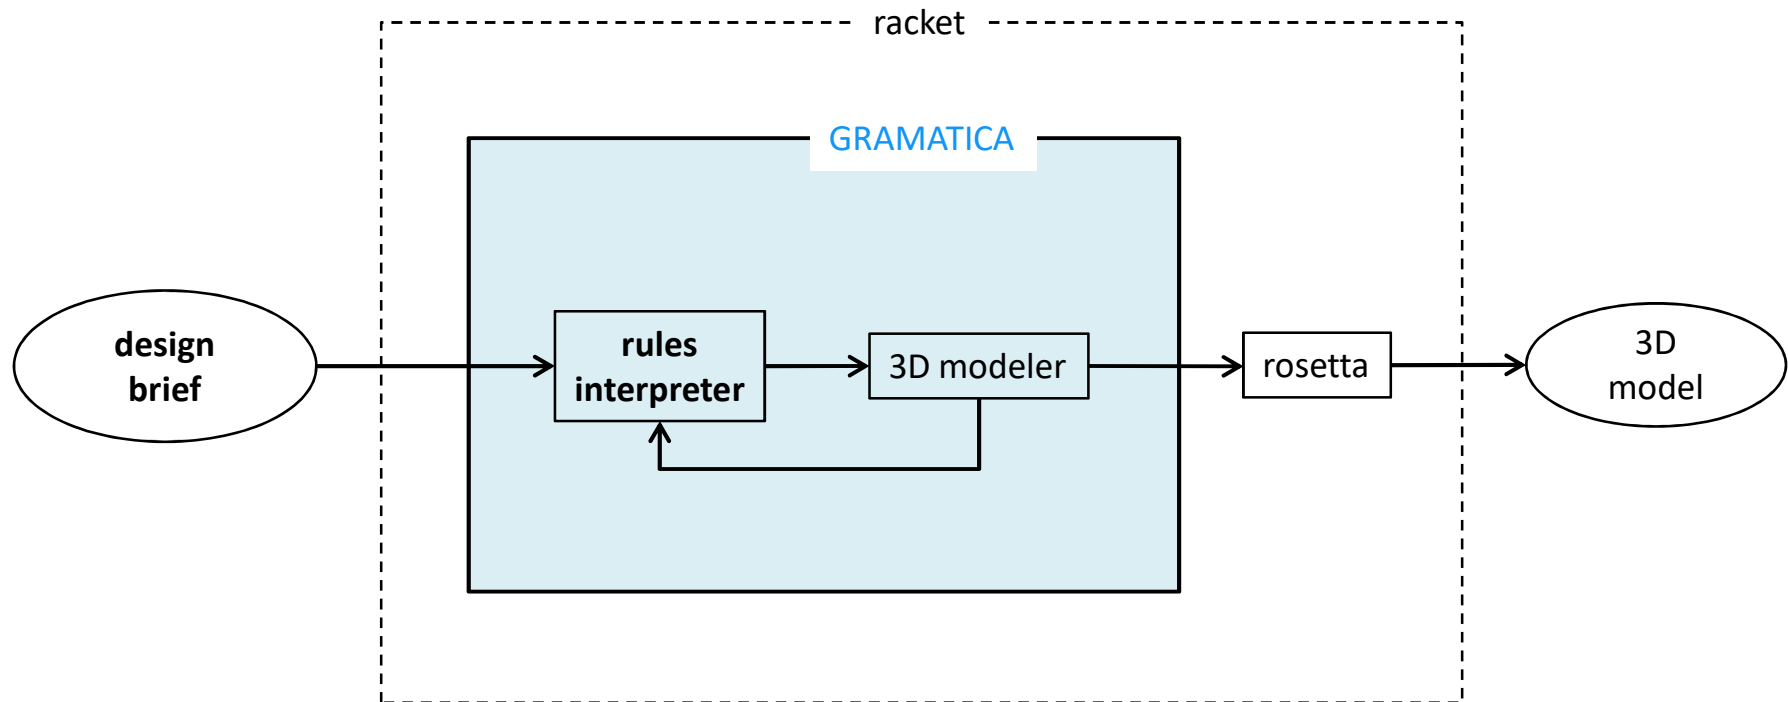 racket
GRAMATICA
design
brief
rules
interpreter
3D modeler
rosetta
3D
model